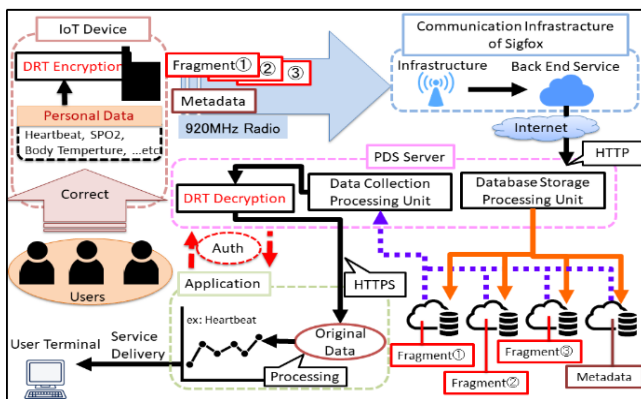 IoT Device
DRT Encryption
Personal Data
Heartbeat, SPO2,
Body Temperture, ...etc
Correct
Users
Fragment①
②
③
Metadata
920MHz Radio
Communication Infrastracture
of Sigfox
Infrastructure
Back End Service
Internet
HTTP
PDS Server
DRT Decryption
Data Collection
Processing Unit
Database Storage
Processing Unit
Auth
HTTPS
Application
ex: Heartbeat
Original
Data
Processing
Service
Delivery
User Terminal
Fragment①
Fragment②
Fragment③
Metadata